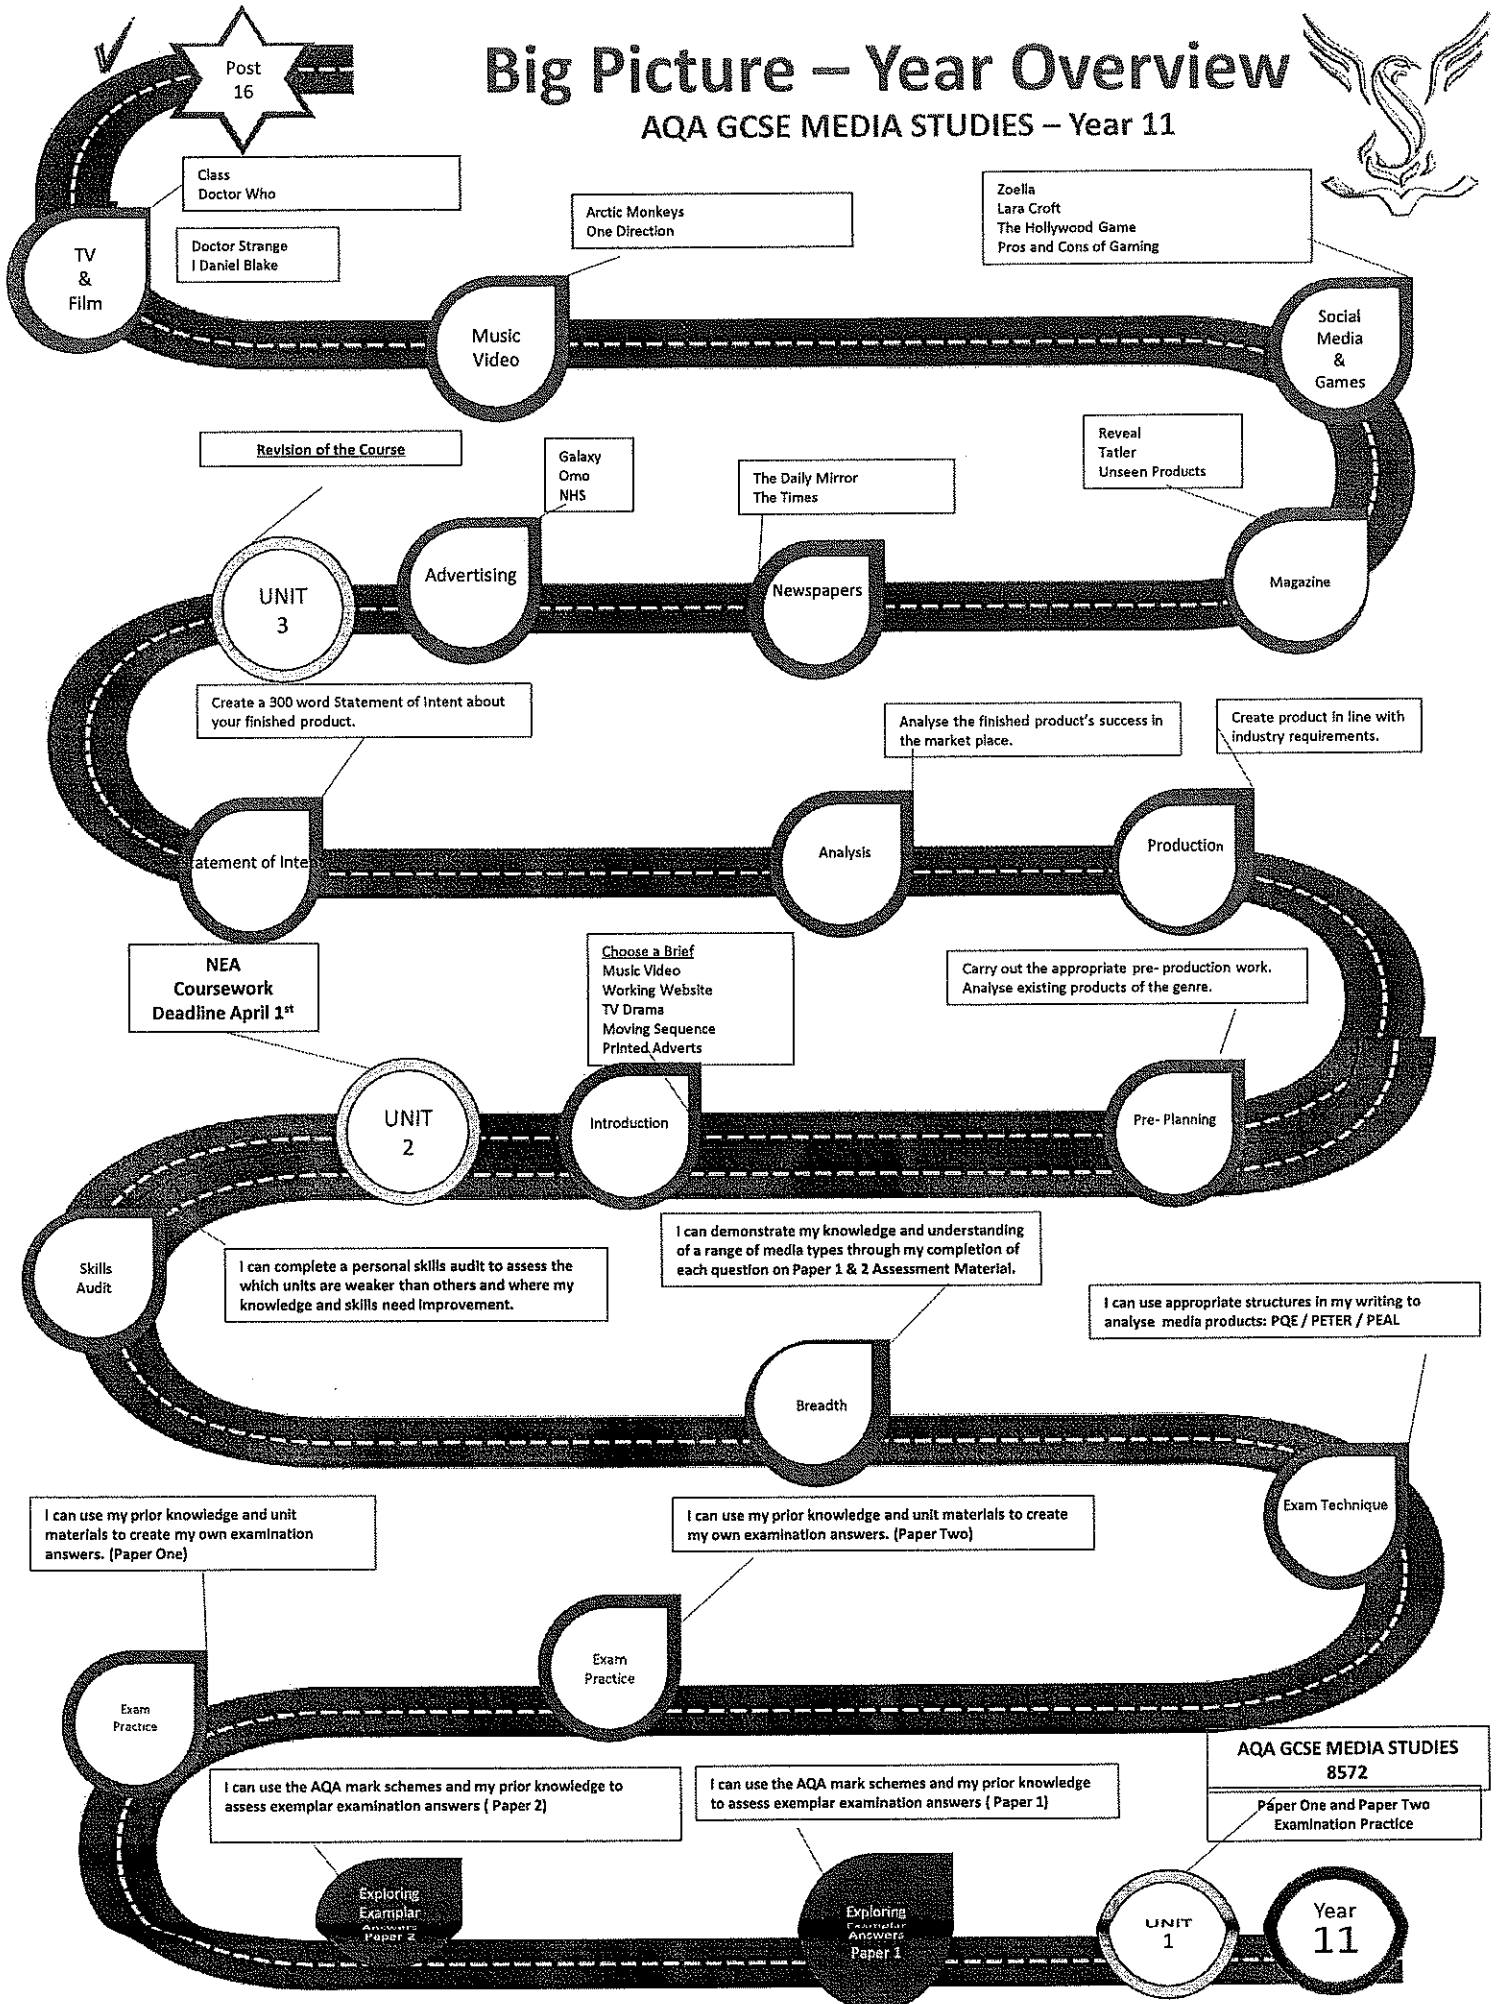 Big Picture – Year Overview
AQA GCSE MEDIA STUDIES – Year 11
Post
16
Class
Doctor Who
Doctor Strange
I Daniel Blake
TV
&
Film
Arctic Monkeys
One Direction
Music
Video
Zoella
Lara Croft
The Hollywood Game
Pros and Cons of Gaming
Social
Media
&
Games
Revision of the Course
Galaxy
Omo
NHS
The Daily Mirror
The Times
Reveal
Tatler
Unseen Products
UNIT
3
Advertising
Newspapers
Magazine
Create a 300 word Statement of Intent about
your finished product.
Analyse the finished product's success in
the market place.
Create product in line with
industry requirements.
atement of Inte
Analysis
Production
NEA
Coursework
Deadline April 1st
Choose a Brief
Music Video
Working Website
TV Drama
Moving Sequence
Printed Adverts
Carry out the appropriate pre- production work.
Analyse existing products of the genre.
UNIT
2
Introduction
Pre- Planning
Skills
Audit
I can complete a personal skills audit to assess the
which units are weaker than others and where my
knowledge and skills need improvement.
I can demonstrate my knowledge and understanding
of a range of media types through my completion of
each question on Paper 1 & 2 Assessment Material.
I can use appropriate structures in my writing to
analyse media products: PQE / PETER / PEAL
Breadth
Exam Technique
I can use my prior knowledge and unit
materials to create my own examination
answers. (Paper One)
I can use my prior knowledge and unit materials to create
my own examination answers. (Paper Two)
Exam
Practice
Exam
Practice
I can use the AQA mark schemes and my prior knowledge to
assess exemplar examination answers ( Paper 2)
I can use the AQA mark schemes and my prior knowledge
to assess exemplar examination answers ( Paper 1)
AQA GCSE MEDIA STUDIES
8572
Paper One and Paper Two
Examination Practice
Exploring
Examplar
Answers
Paper 2
Exploring
Examplar
Answers
Paper 1
UNIT
1
Year
11